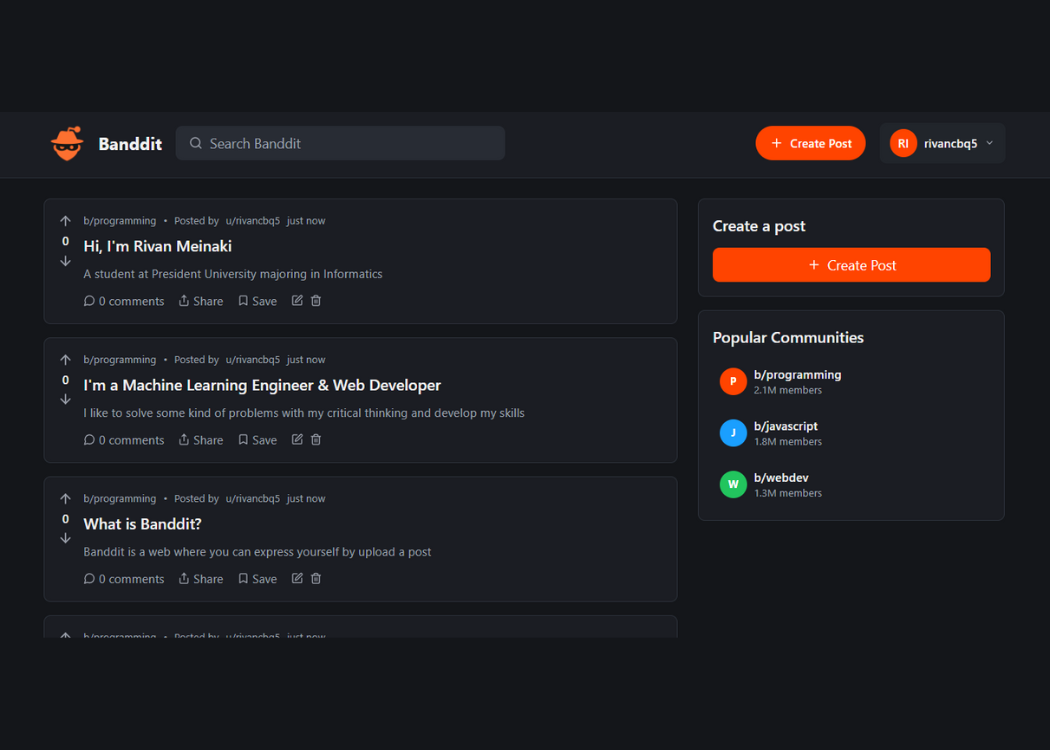 Banddit
Search Banddit
+ Create Post
RI rivancbq5
b/programming • Posted by u/rivancbq5 just now
0
Hi, I'm Rivan Meinaki
A student at President University majoring in Informatics
0 comments Share Save
b/programming • Posted by u/rivancbq5 just now
0
I'm a Machine Learning Engineer & Web Developer
I like to solve some kind of problems with my critical thinking and develop my skills
0 comments Share Save
b/programming • Posted by u/rivancbq5 just now
0
What is Banddit?
Banddit is a web where you can express yourself by upload a post
0 comments Share Save
b/programming • Posted by u/rivancbq5 just now
Create a post
+ Create Post
Popular Communities
P b/programming
2.1M members
J b/javascript
1.8M members
W b/webdev
1.3M members